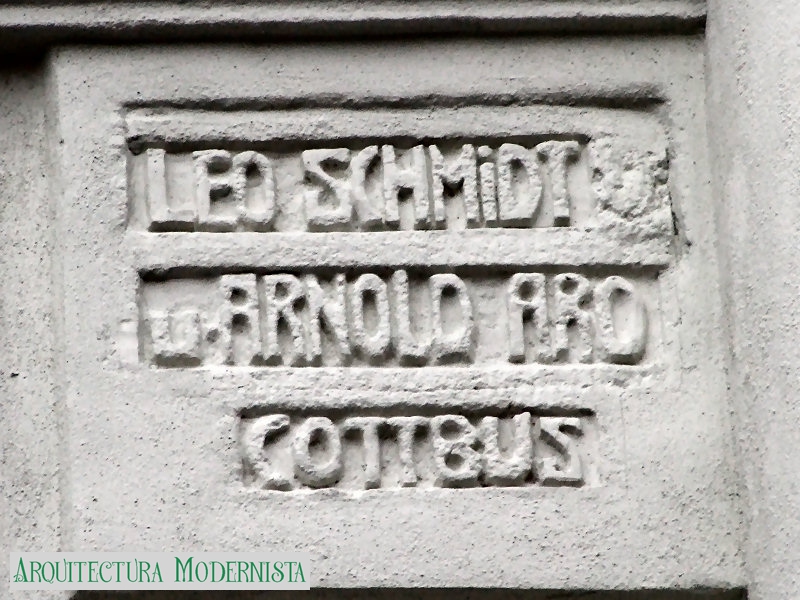 LEO SCHMiDT
u. ARNOLD ARO
COTTBUS
ARQUITECTURA MODERNISTA